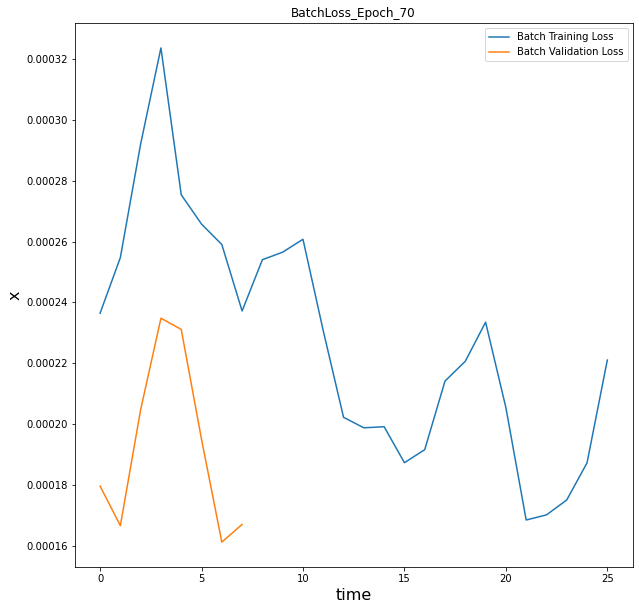 BatchLoss_Epoch_70
Batch Training Loss
Batch Validation Loss
0.00032
0.00030
0.00028
0.00026
0.00024
0.00022
0.00020
0.00018
0.00016
x
0 5 10 15 20 25
time